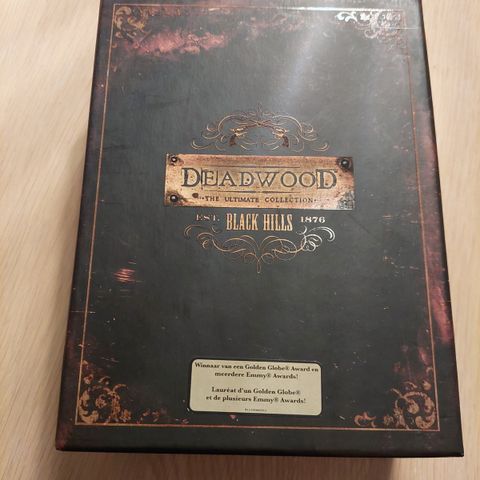 DEADWOOD
THE ULTIMATE COLLECTION
EST. BLACK HILLS 1876
Winnaar van een Golden Globe® Award en
meerdere Emmy® Awards!
Lauréat d'un Golden Globe®
et de plusieurs Emmy® Awards!